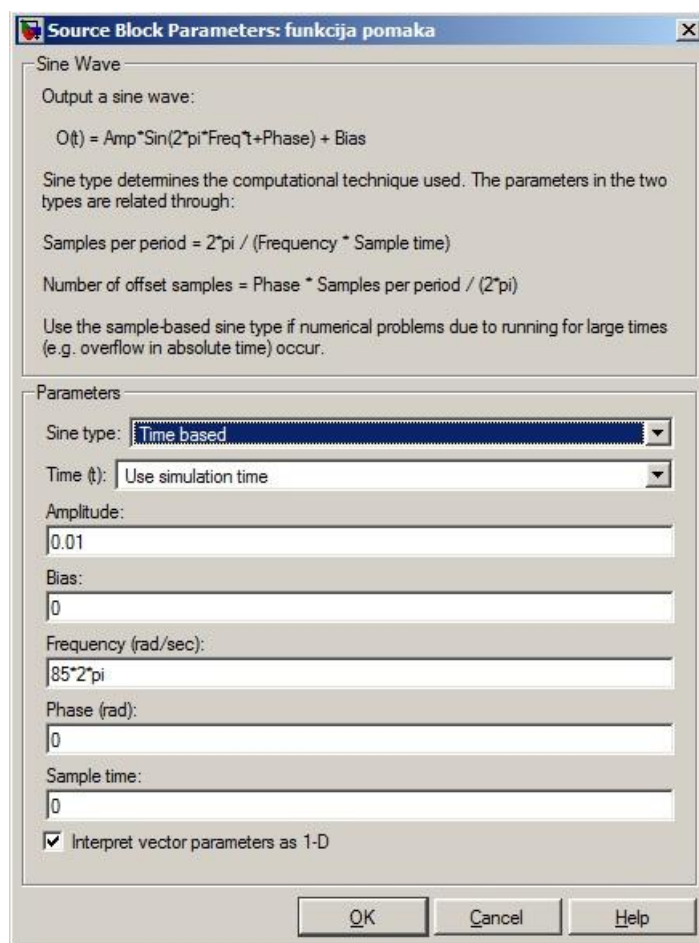 Source Block Parameters: funkcija pomaka
Sine Wave
Output a sine wave:
O(t) = Amp*Sin(2*pi*Freq*t+Phase) + Bias
Sine type determines the computational technique used. The parameters in the two
types are related through:
Samples per period = 2*pi / (Frequency * Sample time)
Number of offset samples = Phase * Samples per period / (2*pi)
Use the sample-based sine type if numerical problems due to running for large times
(e.g. overflow in absolute time) occur.
Parameters
Sine type: Time based
Time (t): Use simulation time
Amplitude:
0.01
Bias:
0
Frequency (rad/sec):
85*2*pi
Phase (rad):
0
Sample time:
0
Interpret vector parameters as 1-D
OK Cancel Help